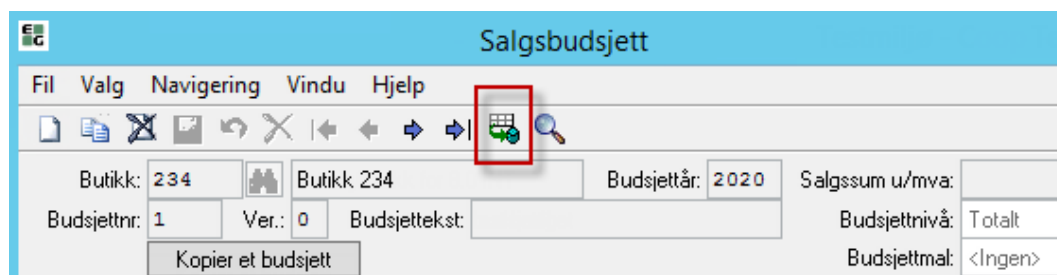 EG Salgsbudsjett
Fil Valg Navigering Vindu Hjelp
Butikk: 234 Butikk 234 Budsjettår: 2020 Salgssum u/mva:
Budsjettnr: 1 Ver.: 0 Budsjettekst: Budsjettnivå: Totalt
Kopier et budsjett Budsjettmal: <Ingen>